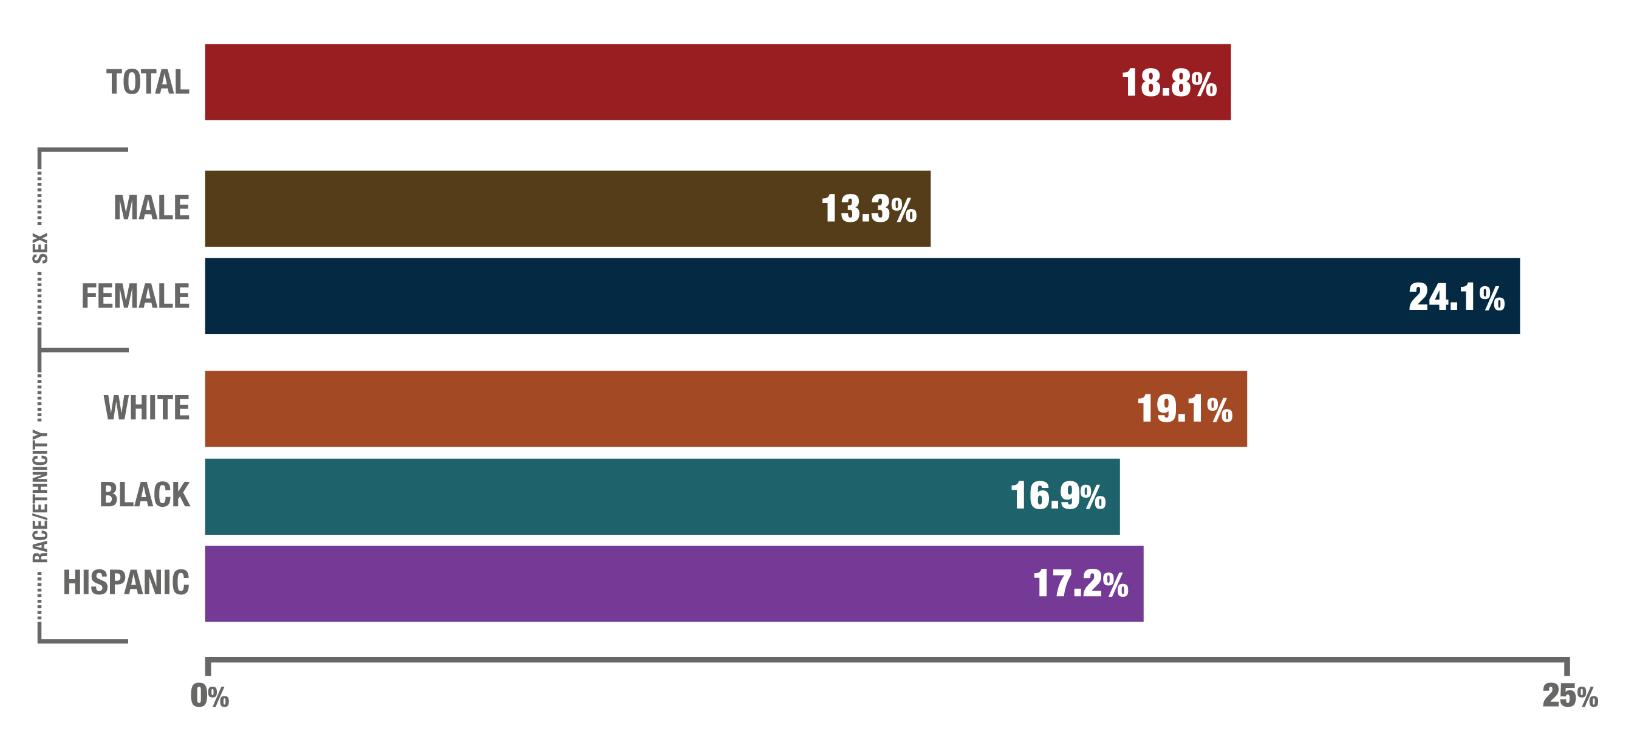 TOTAL 18.8%
SEX
MALE 13.3%
FEMALE 24.1%
RACE/ETHNICITY
WHITE 19.1%
BLACK 16.9%
HISPANIC 17.2%
0% 25%